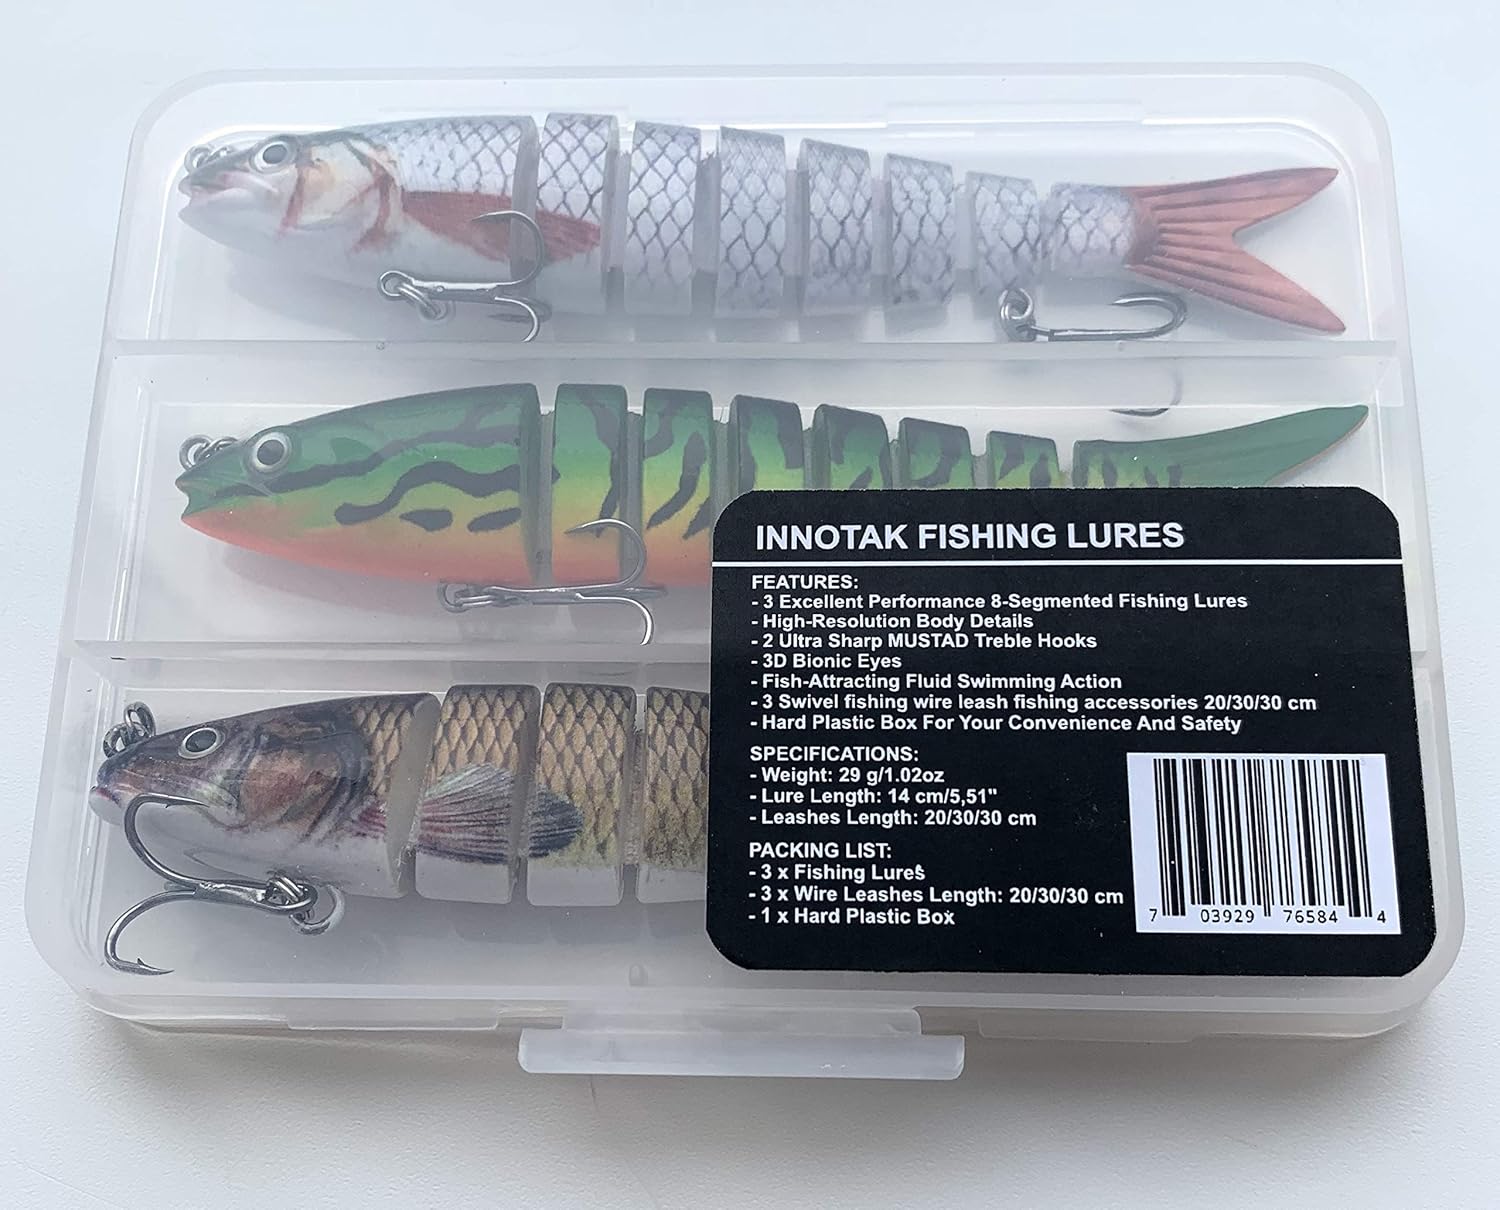 INNOTAK FISHING LURES
FEATURES:
- 3 Excellent Performance 8-Segmented Fishing Lures
- High-Resolution Body Details
- 2 Ultra Sharp MUSTAD Treble Hooks
- 3D Bionic Eyes
- Fish-Attracting Fluid Swimming Action
- 3 Swivel fishing wire leash fishing accessories 20/30/30 cm
- Hard Plastic Box For Your Convenience And Safety
SPECIFICATIONS:
- Weight: 29 g/1.02oz
- Lure Length: 14 cm/5,51"
- Leashes Length: 20/30/30 cm
PACKING LIST:
- 3 x Fishing Lures
- 3 x Wire Leashes Length: 20/30/30 cm
- 1 x Hard Plastic Box
7 03929 76584 4